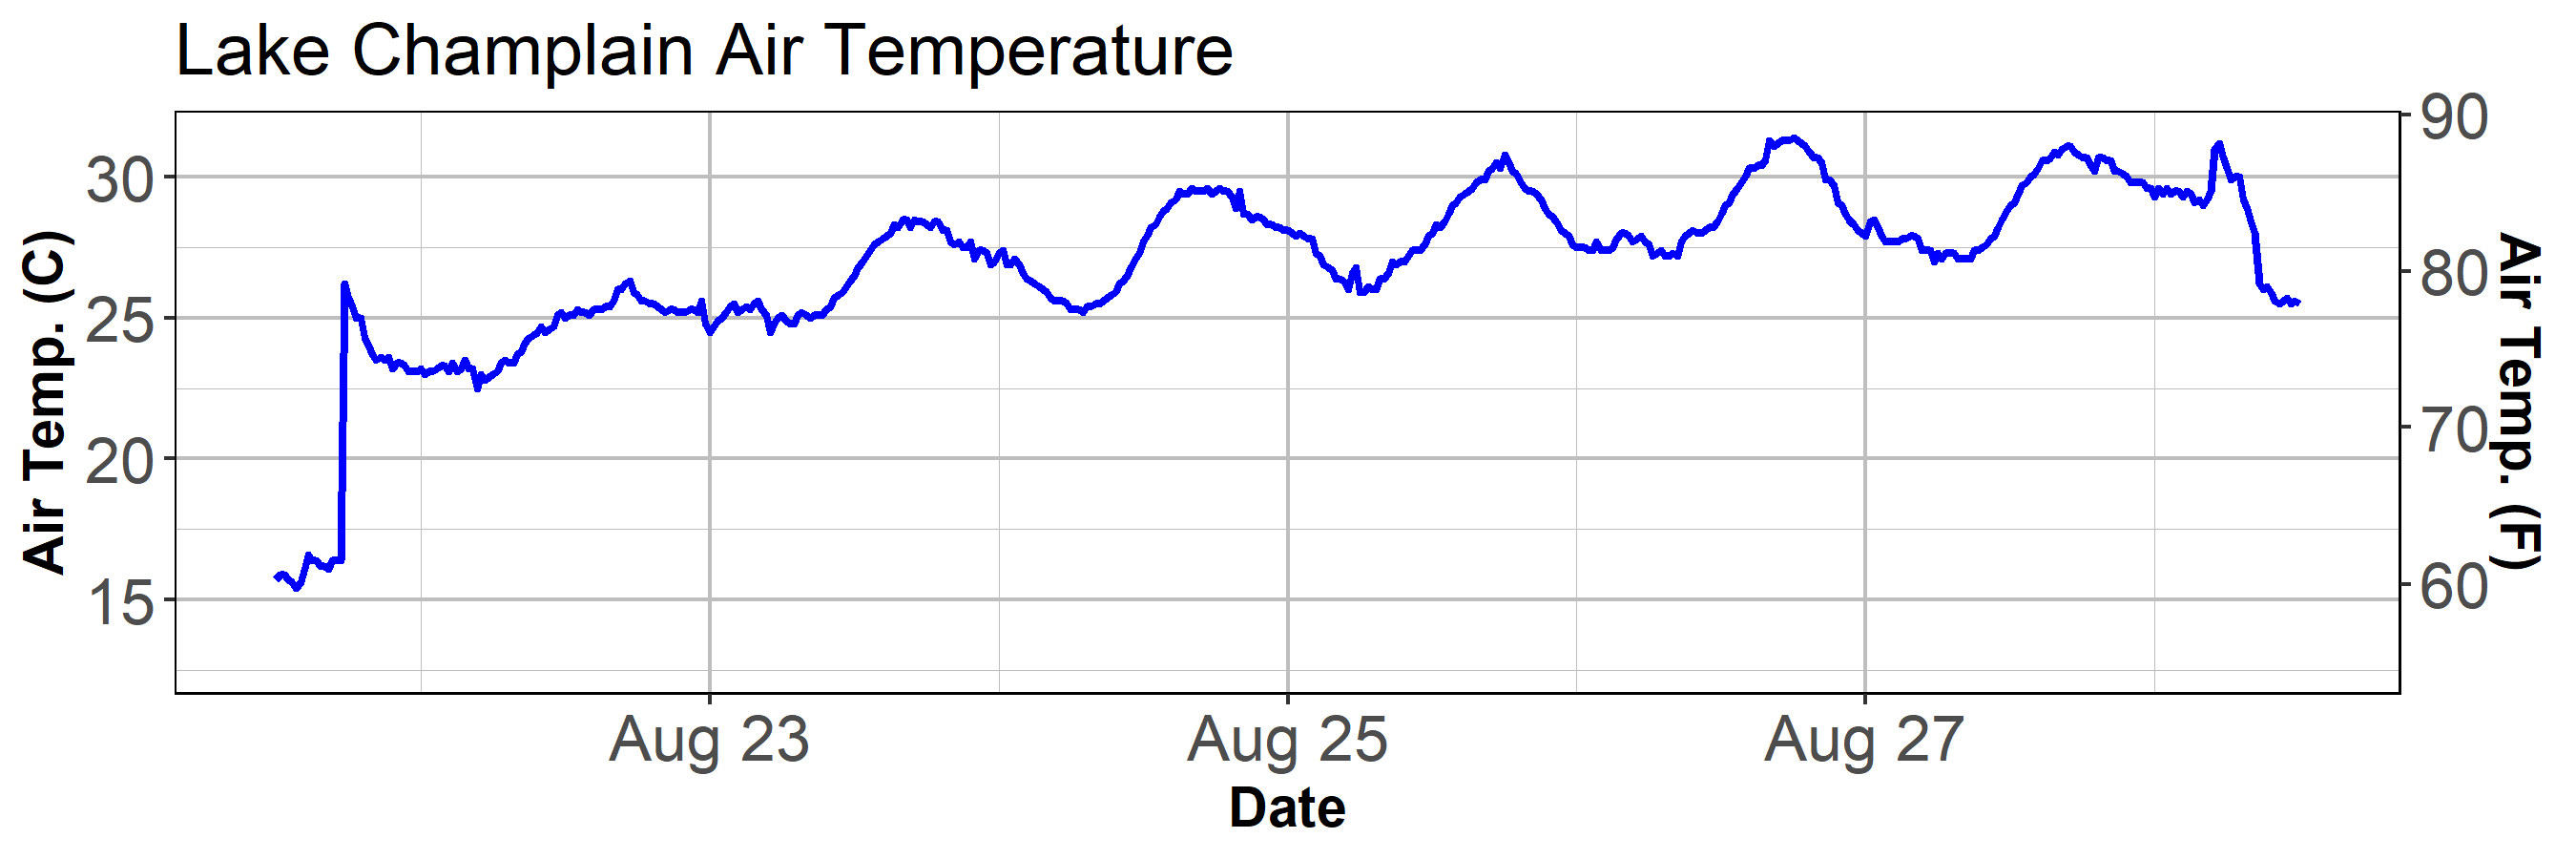 Lake Champlain Air Temperature
Air Temp. (C)
30
25
20
15
90
80
70
60
Air Temp. (F)
Aug 23
Aug 25
Aug 27
Date